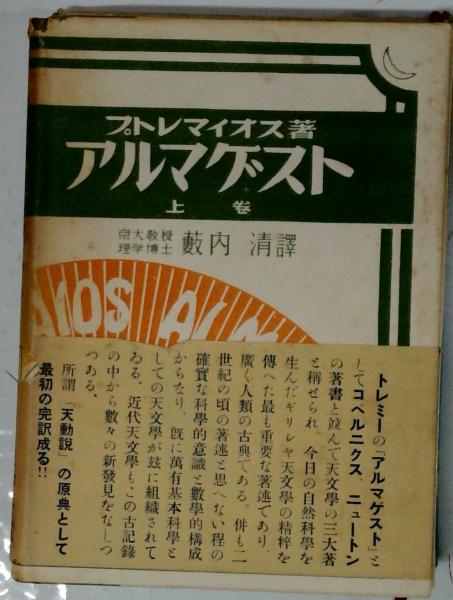 プトレマイオス著
アルマゲスト
上卷
京大教授
理学博士
藪内 清譯
MOS ALM
トレミーの「アルマゲスト」と
してコペルニクス、ニュートン
の著書と竝んで天文學の三大著
と稱せられ、今日の自然科學を
生んだギリシャ天文學の精粹を
傳へた最も重要な著述であり、
廣く人類の古典である。併も二
世紀の頃の著述と思へない程の
確實な科學的意識と數學的構成
からなり、既に萬有基本科學と
しての天文學が玆に組織されて
ゐる。近代天文學も、この古記錄
の中から數々の新發見をなしつ
つある。
所謂「天動說」の原典として
最初の完訳成る!!